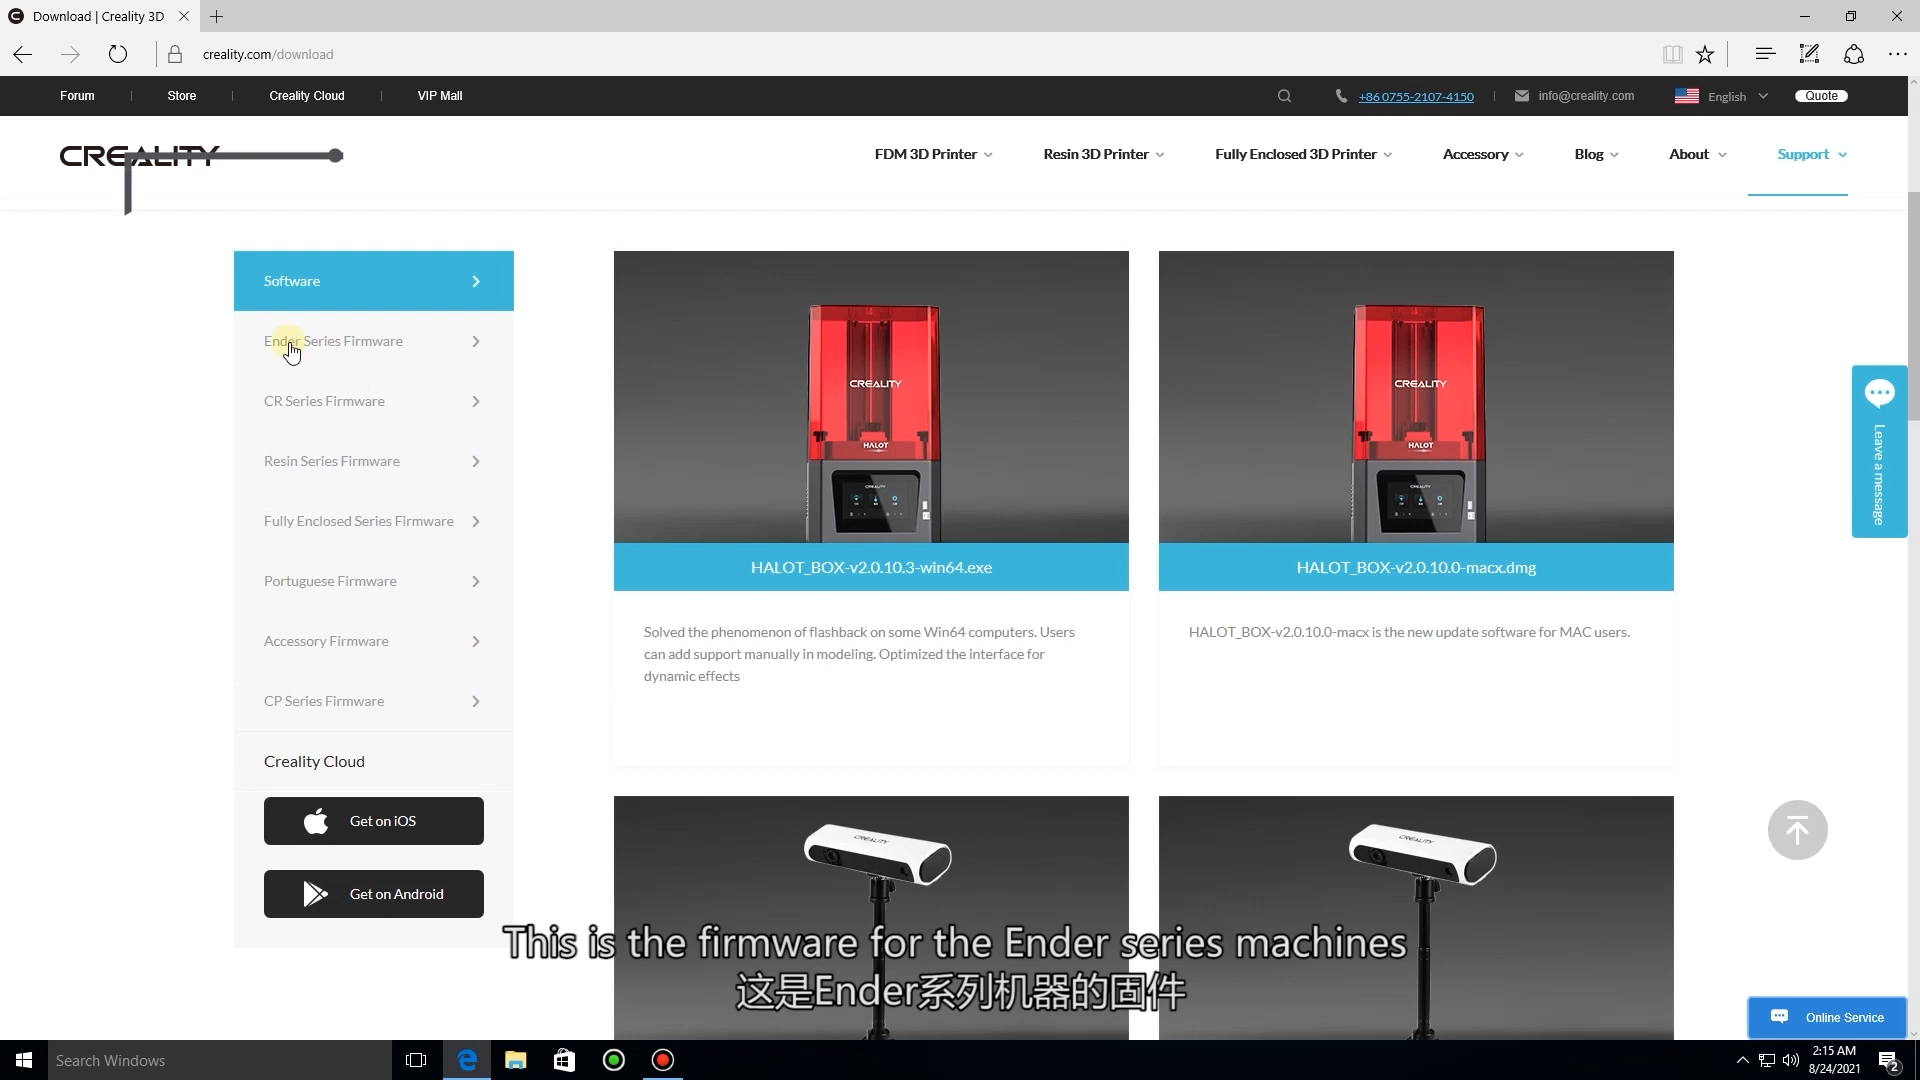 Download | Creality 3D
creality.com/download
Forum
Store
Creality Cloud
VIP Mall
+86 0755-2107-4150
info@creality.com
English
Quote
CREALITY
FDM 3D Printer
Resin 3D Printer
Fully Enclosed 3D Printer
Accessory
Blog
About
Support
Software
Ender Series Firmware
CR Series Firmware
Resin Series Firmware
Fully Enclosed Series Firmware
Portuguese Firmware
Accessory Firmware
CP Series Firmware
Creality Cloud
Get on iOS
Get on Android
CREALITY
HALOT
CREALITY
HALOT_BOX-v2.0.10.3-win64.exe
Solved the phenomenon of flashback on some Win64 computers. Users
can add support manually in modeling. Optimized the interface for
dynamic effects
CREALITY
HALOT
CREALITY
HALOT_BOX-v2.0.10.0-macx.dmg
HALOT_BOX-v2.0.10.0-macx is the new update software for MAC users.
CREALITY
CREALITY
Leave a message
This is the firmware for the Ender series machines
这是Ender系列机器的固件
Online Service
Search Windows
2:15 AM
8/24/2021
2